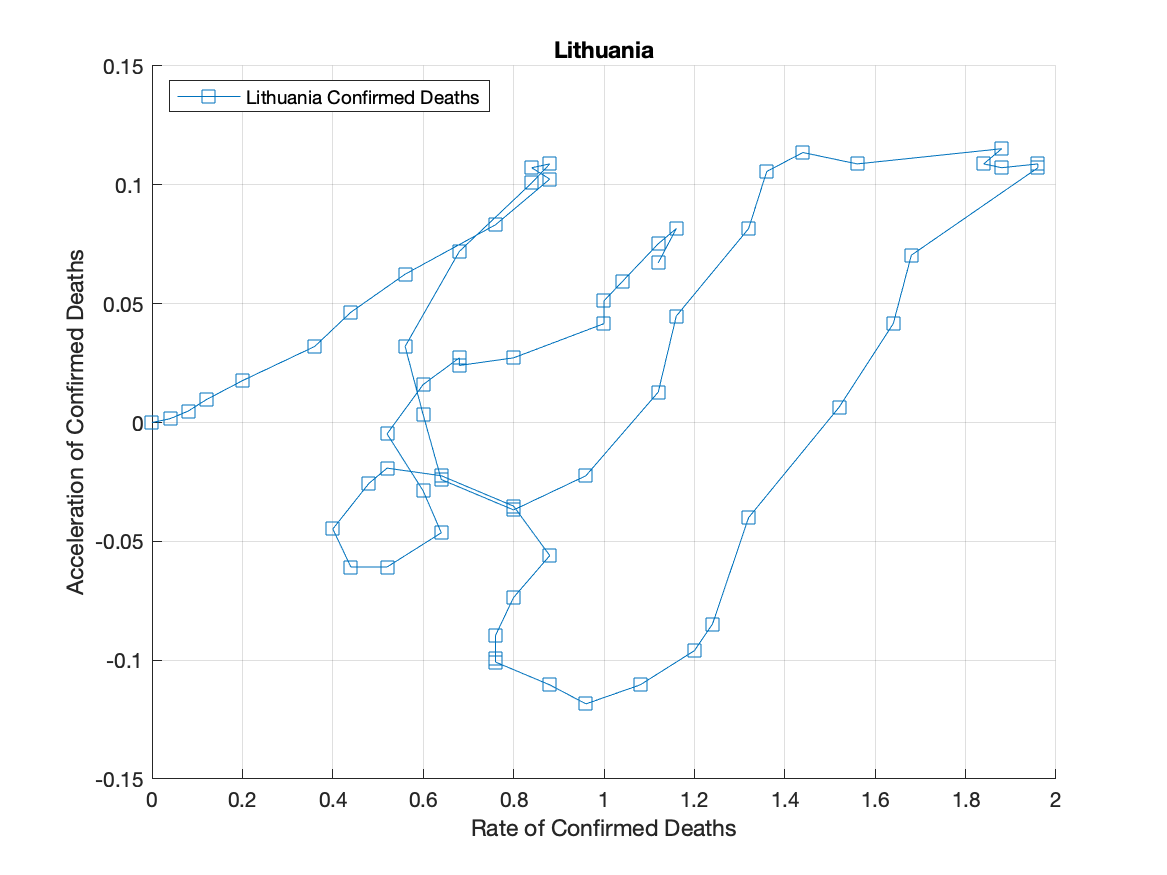 Lithuania
Lithuania Confirmed Deaths
Acceleration of Confirmed Deaths
0.15
0.1
0.05
0
-0.05
-0.1
-0.15
0 0.2 0.4 0.6 0.8 1 1.2 1.4 1.6 1.8 2
Rate of Confirmed Deaths